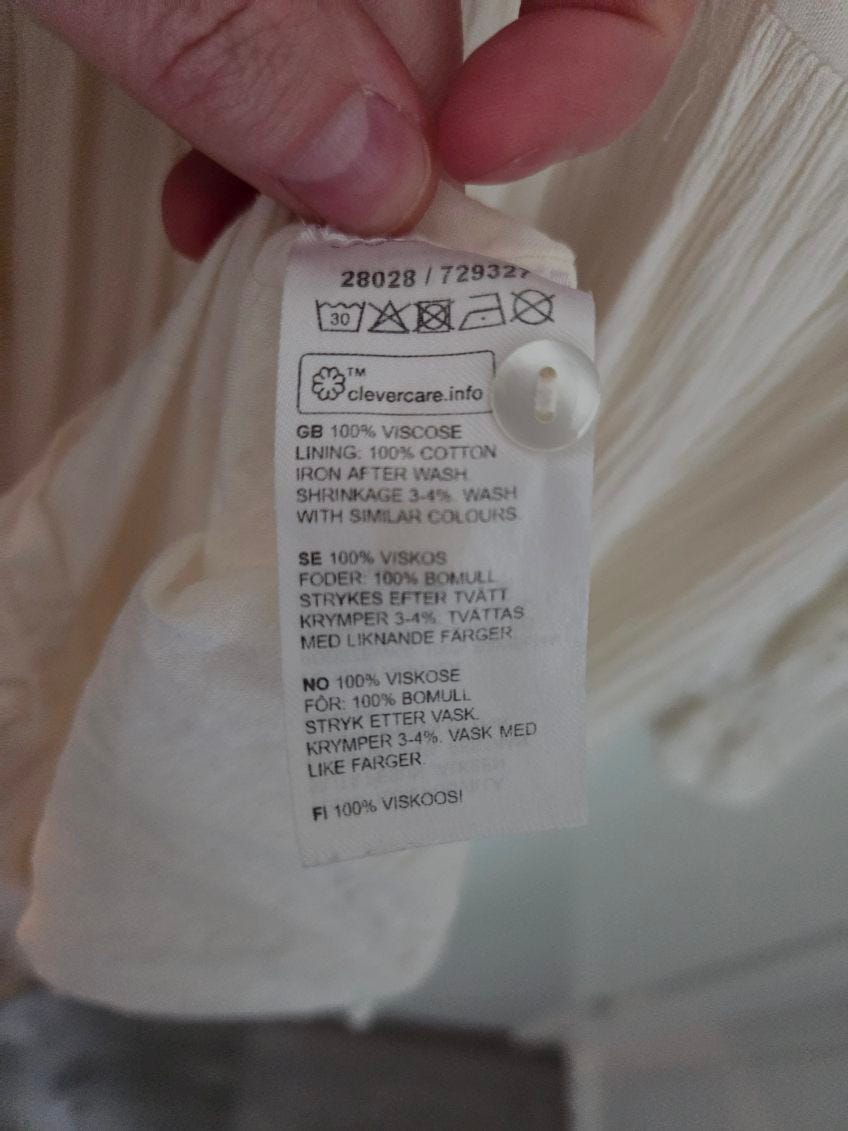 28028 / 729327
30
TM
clevercare.info
GB 100% VISCOSE
LINING: 100% COTTON
IRON AFTER WASH.
SHRINKAGE 3-4%. WASH
WITH SIMILAR COLOURS.
SE 100% VISKOS
FODER: 100% BOMULL
STRYKES EFTER TVÄTT
KRYMPER 3-4%. TVÄTTAS
MED LIKNANDE FÄRGER.
NO 100% VISKOSE
FÔR: 100% BOMULL
STRYK ETTER VASK.
KRYMPER 3-4%. VASK MED
LIKE FARGER.
FI 100% VISKOOSI